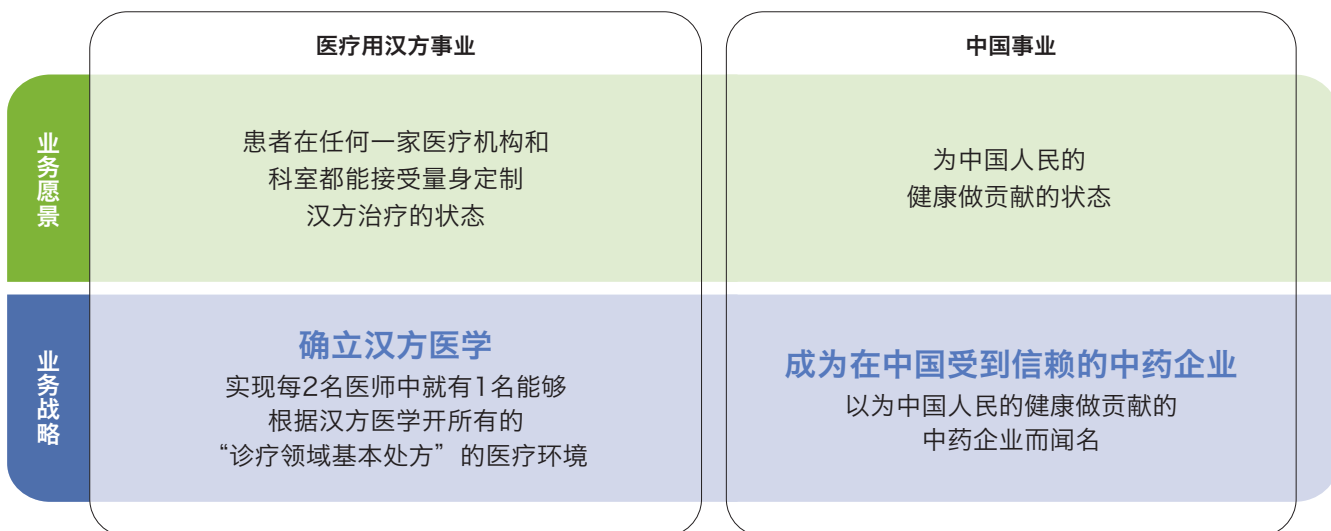 医疗用汉方事业
中国事业
业务愿景
患者在任何一家医疗机构和
科室都能接受量身定制
汉方治疗的状态
为中国人民的
健康做贡献的状态
业务战略
确立汉方医学
实现每2名医师中就有1名能够
根据汉方医学开所有的
“诊疗领域基本处方”的医疗环境
成为在中国受到信赖的中药企业
以为中国人民的健康做贡献的
中药企业而闻名